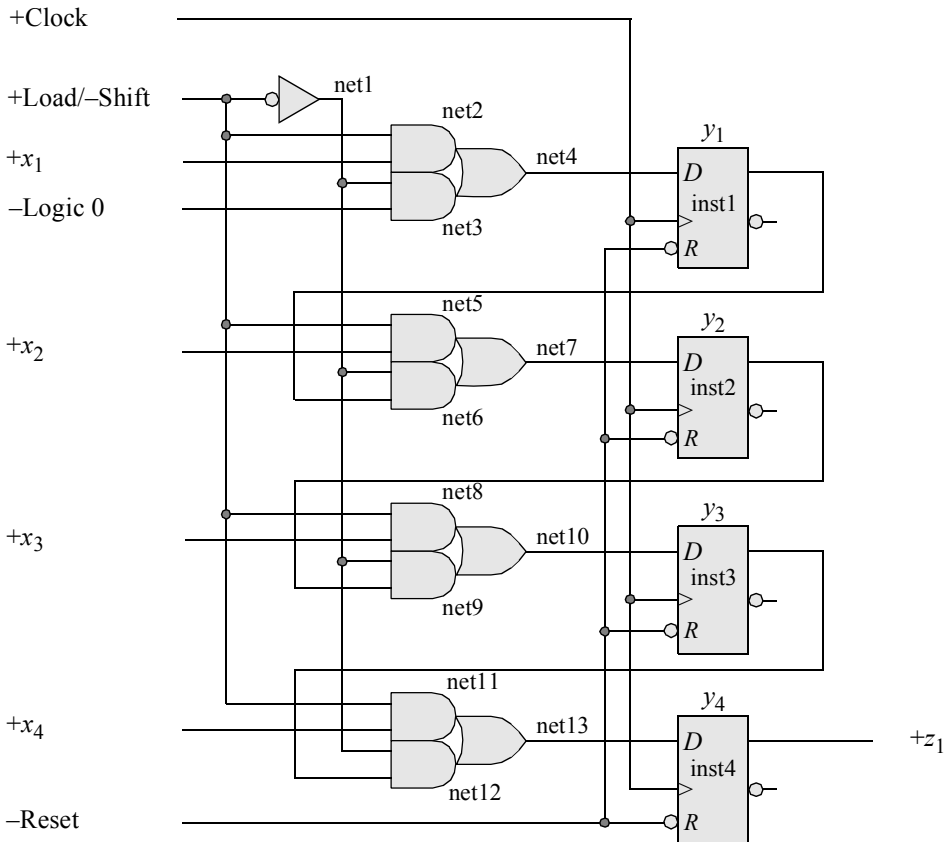 +Clock
+Load/–Shift
net1
net2
y1
+x1
net4
D
–Logic 0
inst1
net3
R
net5
y2
+x2
net7
D
inst2
net6
R
net8
y3
+x3
net10
D
inst3
net9
R
net11
y4
+x4
net13
D
+z1
inst4
net12
–Reset
R